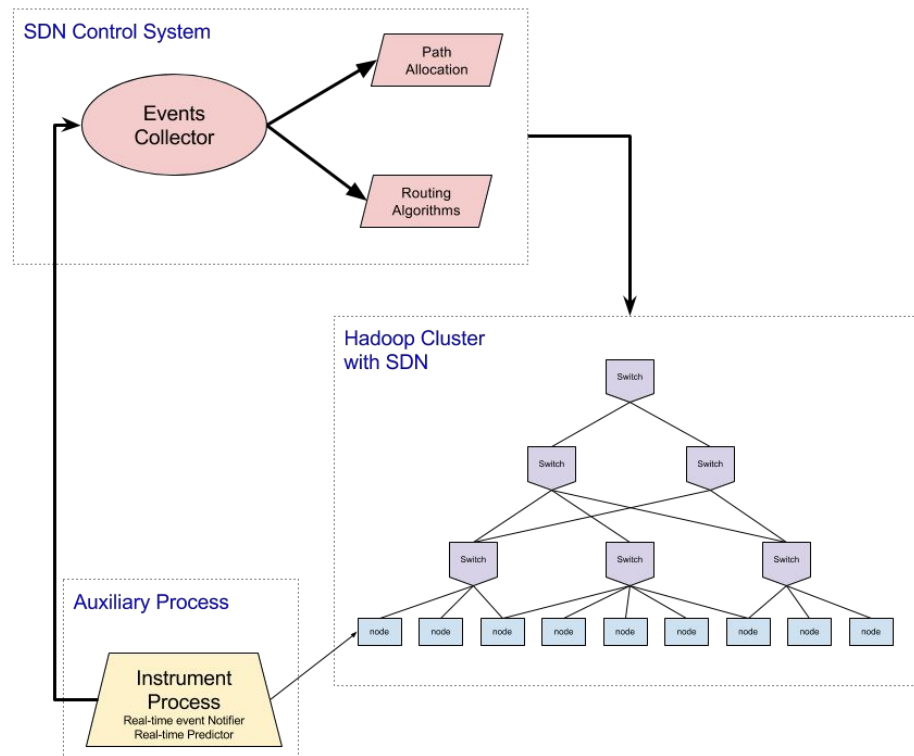 SDN Control System
Path
Allocation
Events
Collector
Routing
Algorithms
Hadoop Cluster
with SDN
Switch
Switch
Switch
Switch
Switch
Switch
Auxiliary Process
node
node
node
node
node
node
node
node
node
Instrument
Process
Real-time event Notifier
Real-time Predictor